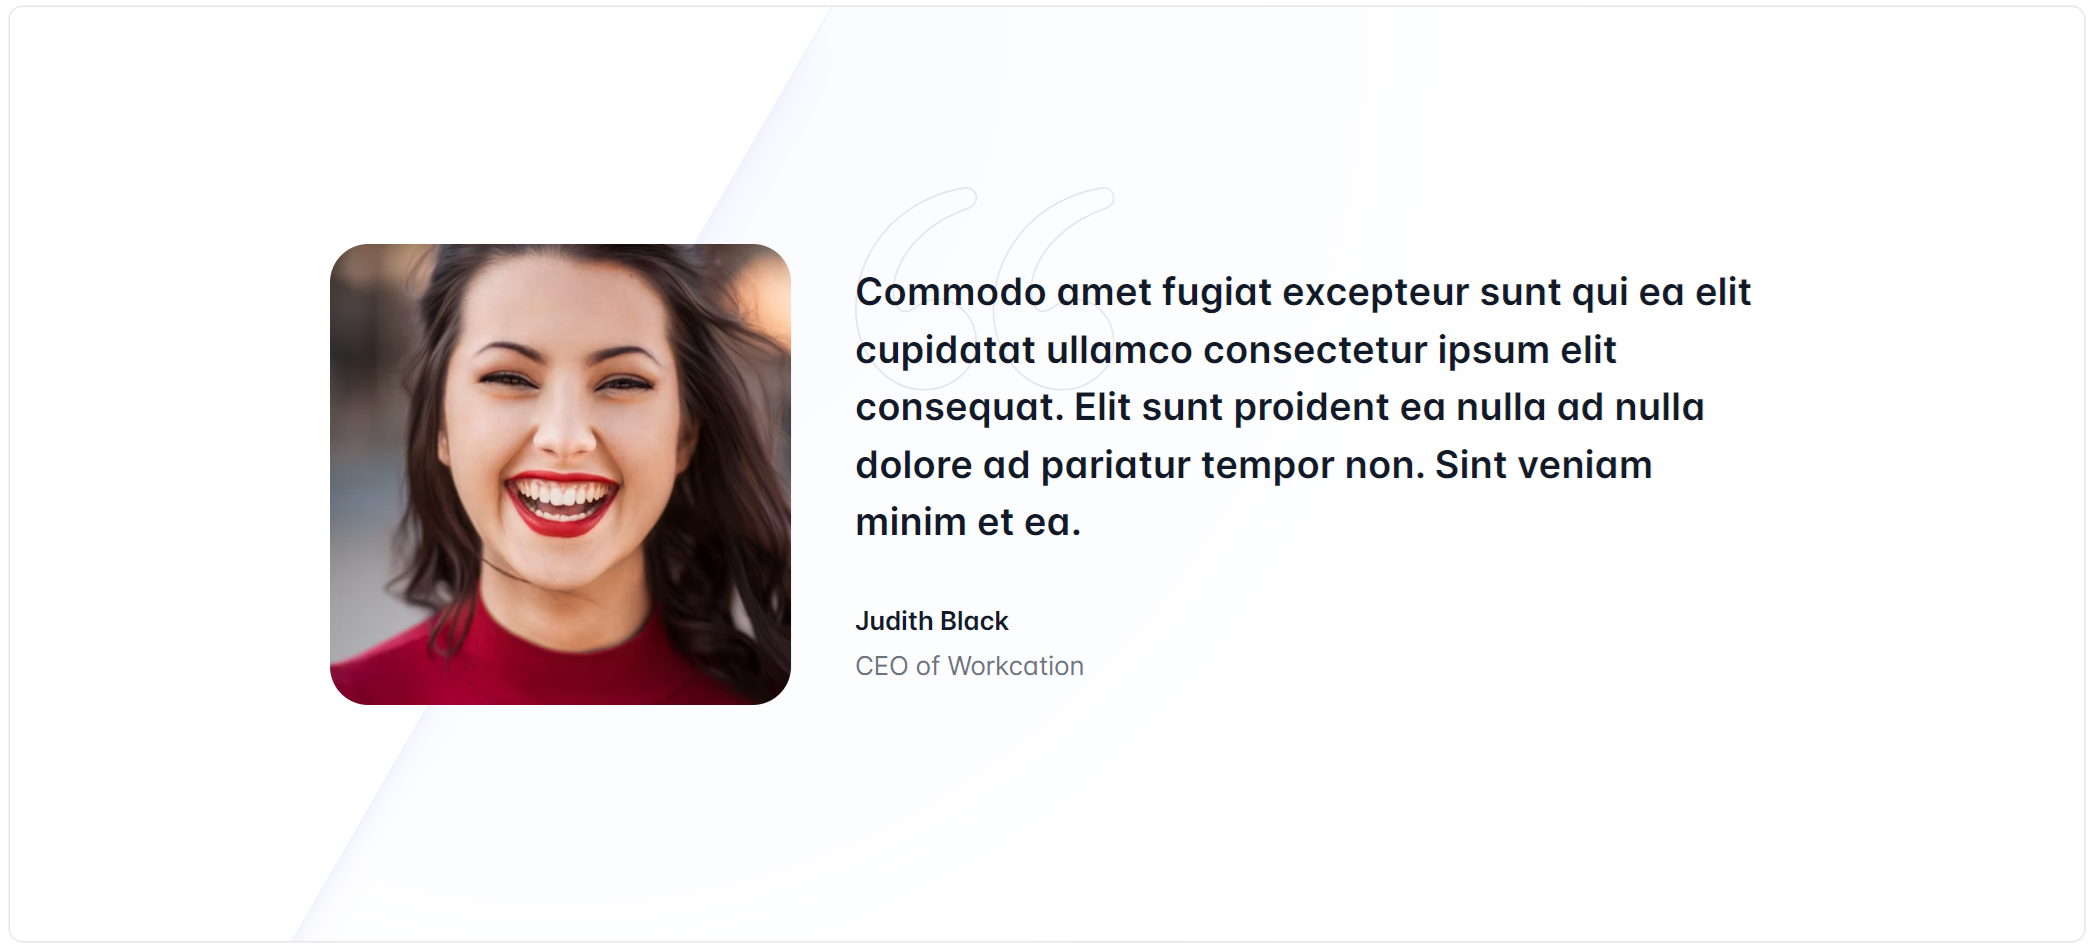 Commodo amet fugiat excepteur sunt qui ea elit
cupidatat ullamco consectetur ipsum elit
consequat. Elit sunt proident ea nulla ad nulla
dolore ad pariatur tempor non. Sint veniam
minim et ea.
Judith Black
CEO of Workcation